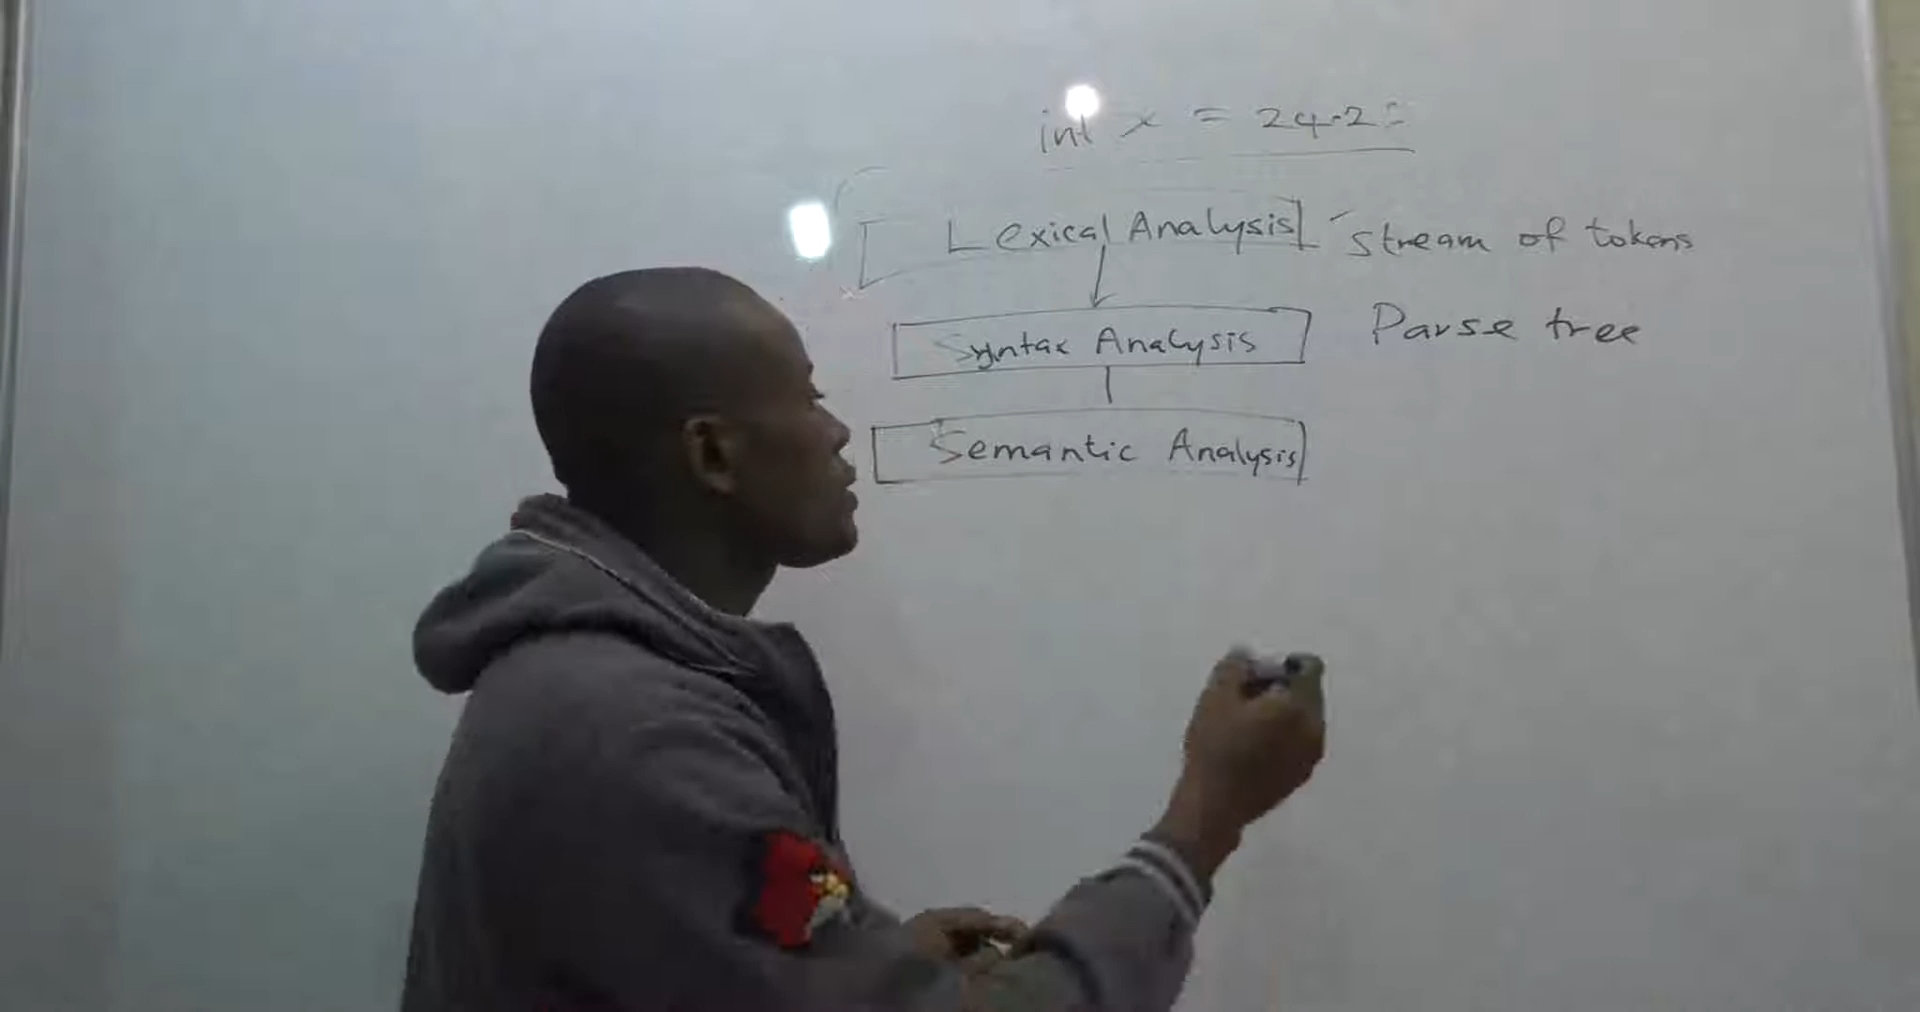 int x = 24.2;
Lexical Analysis stream of tokens
Syntax Analysis Parse tree
Semantic Analysis